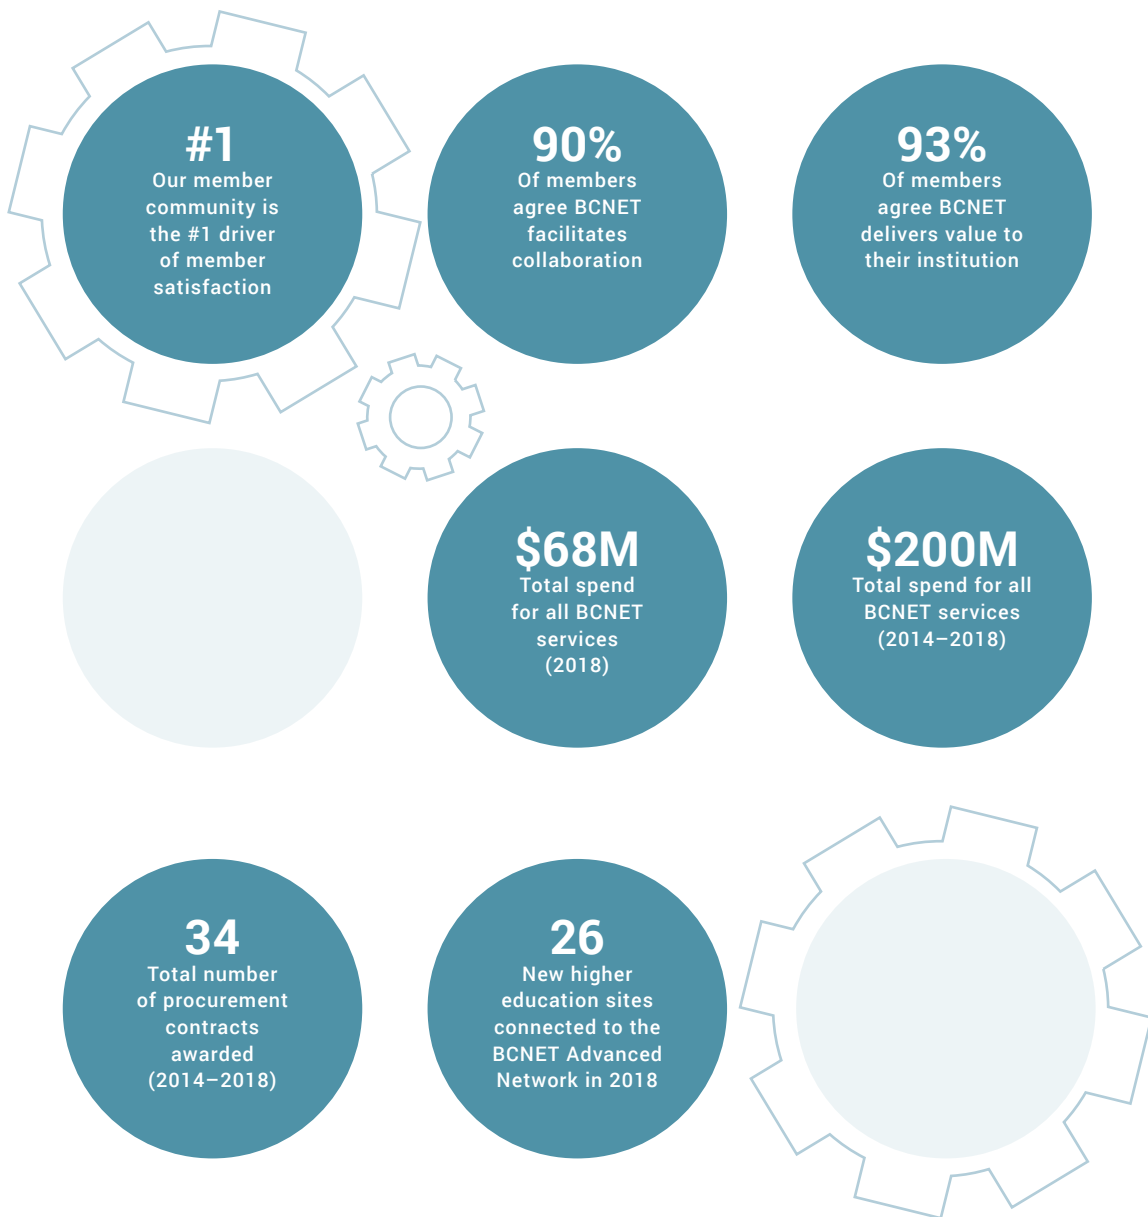 #1
Our member
community is
the #1 driver
of member
satisfaction
90%
Of members
agree BCNET
facilitates
collaboration
93%
Of members
agree BCNET
delivers value to
their institution
$68M
Total spend
for all BCNET
services
(2018)
$200M
Total spend for all
BCNET services
(2014–2018)
34
Total number
of procurement
contracts
awarded
(2014–2018)
26
New higher
education sites
connected to the
BCNET Advanced
Network in 2018